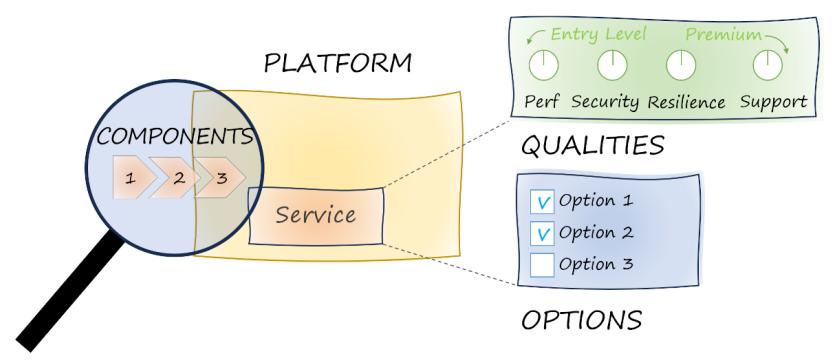 PLATFORM
COMPONENTS
1 2 3
Service
Entry Level Premium
Perf Security Resilience Support
QUALITIES
v Option 1
v Option 2
Option 3
OPTIONS